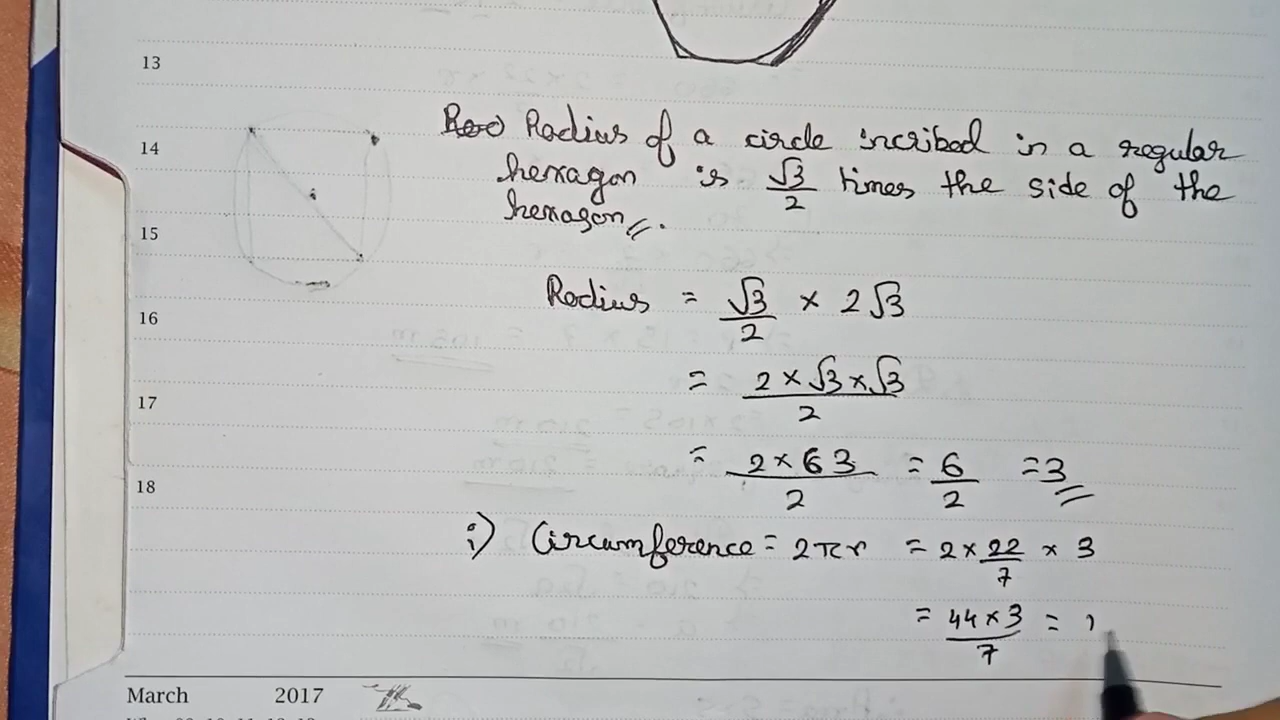 13
14
15
16
17
18
Radius of a circle incribed in a regular
hexagon is √3/2 times the side of the
hexagon.
Radius = √3/2 × 2√3
= 2×√3×√3/2
= 2×63/2 = 6/2 = 3
i) Circumference = 2πr = 2×22/7 × 3
= 44×3/7 =
March 2017